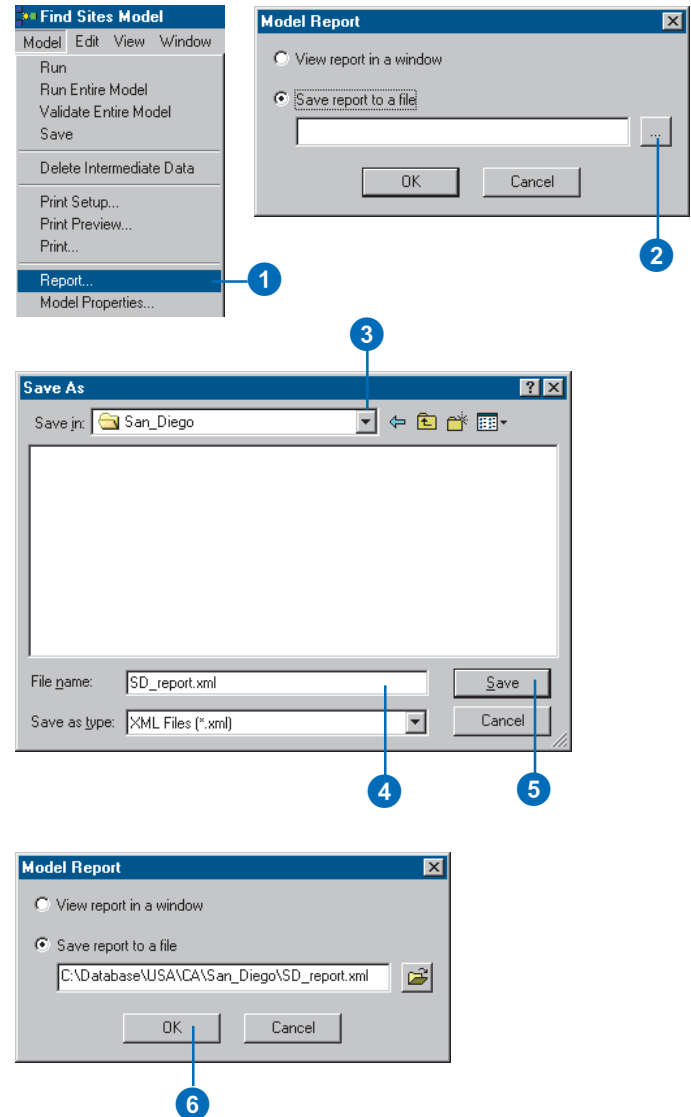 Find Sites Model
Model Edit View Window
Run
Run Entire Model
Validate Entire Model
Save
Delete Intermediate Data
Print Setup...
Print Preview...
Print...
Report...
Model Properties...
1
Model Report
View report in a window
Save report to a file
...
OK Cancel
2
3
Save As
Save in: San_Diego
File name: SD_report.xml Save
Save as type: XML Files (*.xml) Cancel
4 5
Model Report
View report in a window
Save report to a file
C:\Database\USA\CA\San_Diego\SD_report.xml
OK Cancel
6